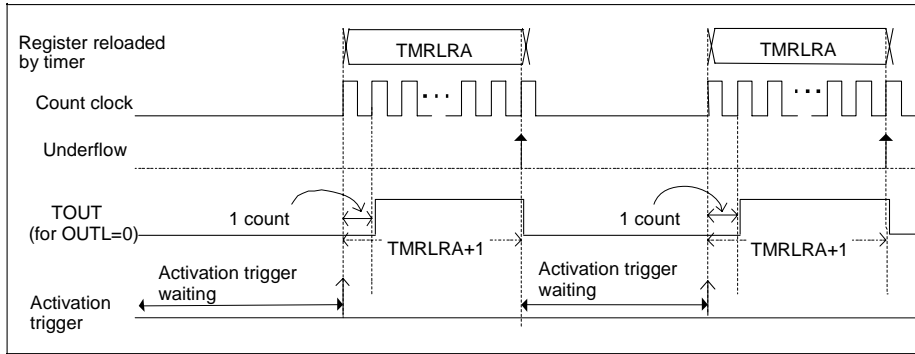 Register reloaded
by timer
TMRLRA
TMRLRA
Count clock
Underflow
TOUT
(for OUTL=0)
1 count
1 count
TMRLRA+1
TMRLRA+1
Activation trigger
waiting
Activation trigger
waiting
Activation
trigger